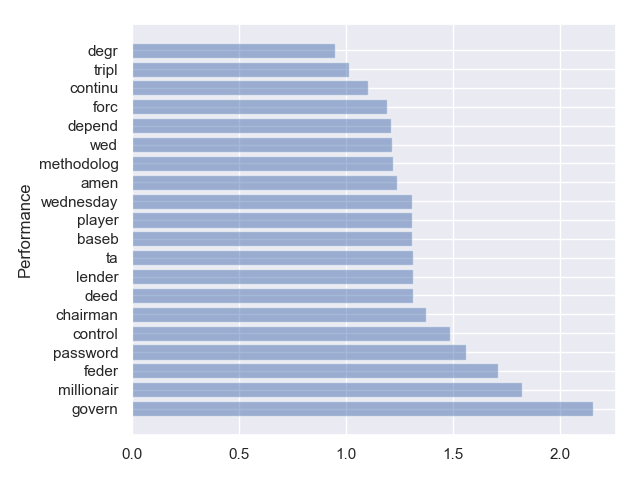 degr
tripl
continu
forc
depend
wed
methodolog
amen
wednesday
player
baseb
ta
lender
deed
chairman
control
password
feder
millionair
govern
Performance
0.0 0.5 1.0 1.5 2.0